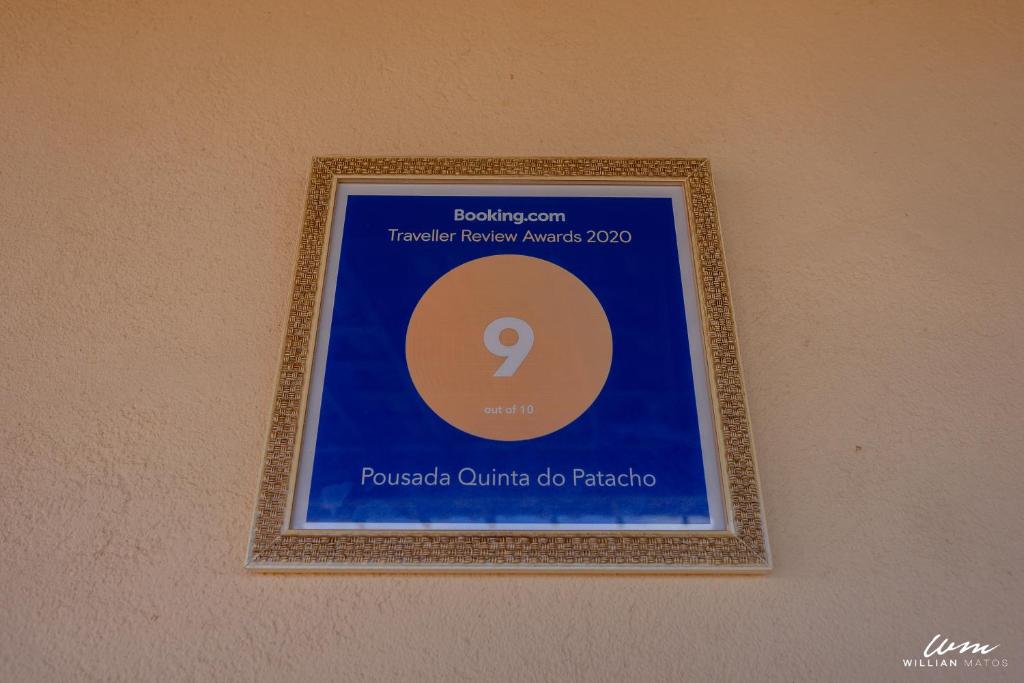 Booking.com
Traveller Review Awards 2020
9
out of 10
Pousada Quinta do Patacho
wm
WILLIAN MATOS